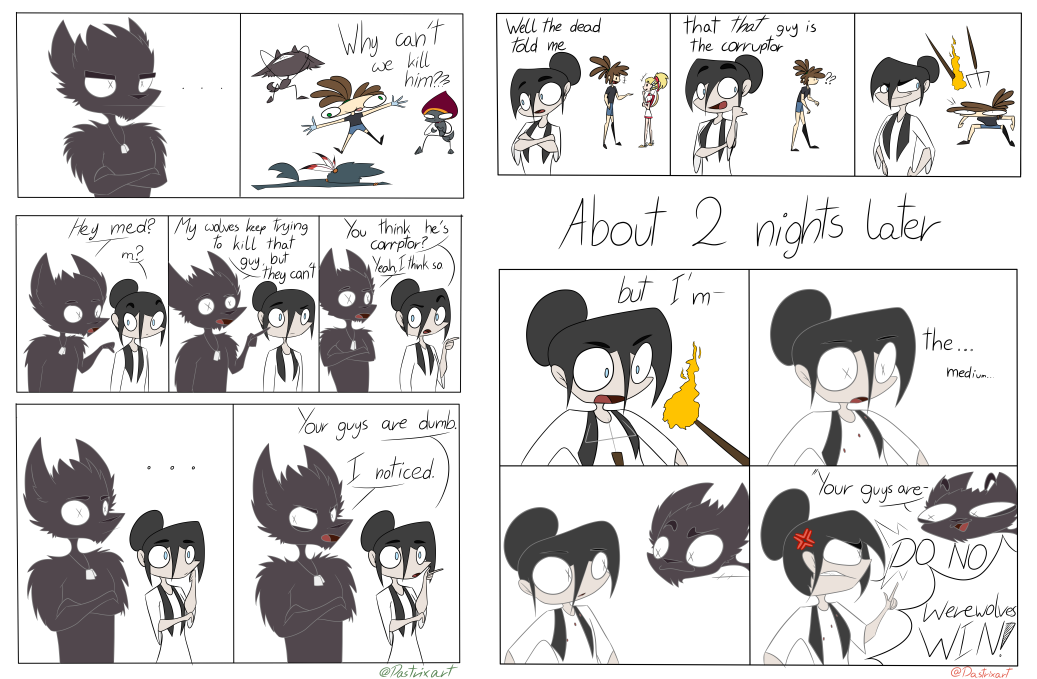 . . . .
Why can't
we kill
him??
Hey med?
m?
My wolves keep trying
to kill that
guy, but
they can't
You think he's
corrptor?
Yeah, I think so.
. . .
Your guys are dumb.
I noticed.
@Pastrixart
Well the dead
told me
that that guy is
the corruptor
??
About 2 nights later
but I'm-
the...
medium...
"Your guys are-
DO NO
Werewolves
WIN!
@Pastrixart